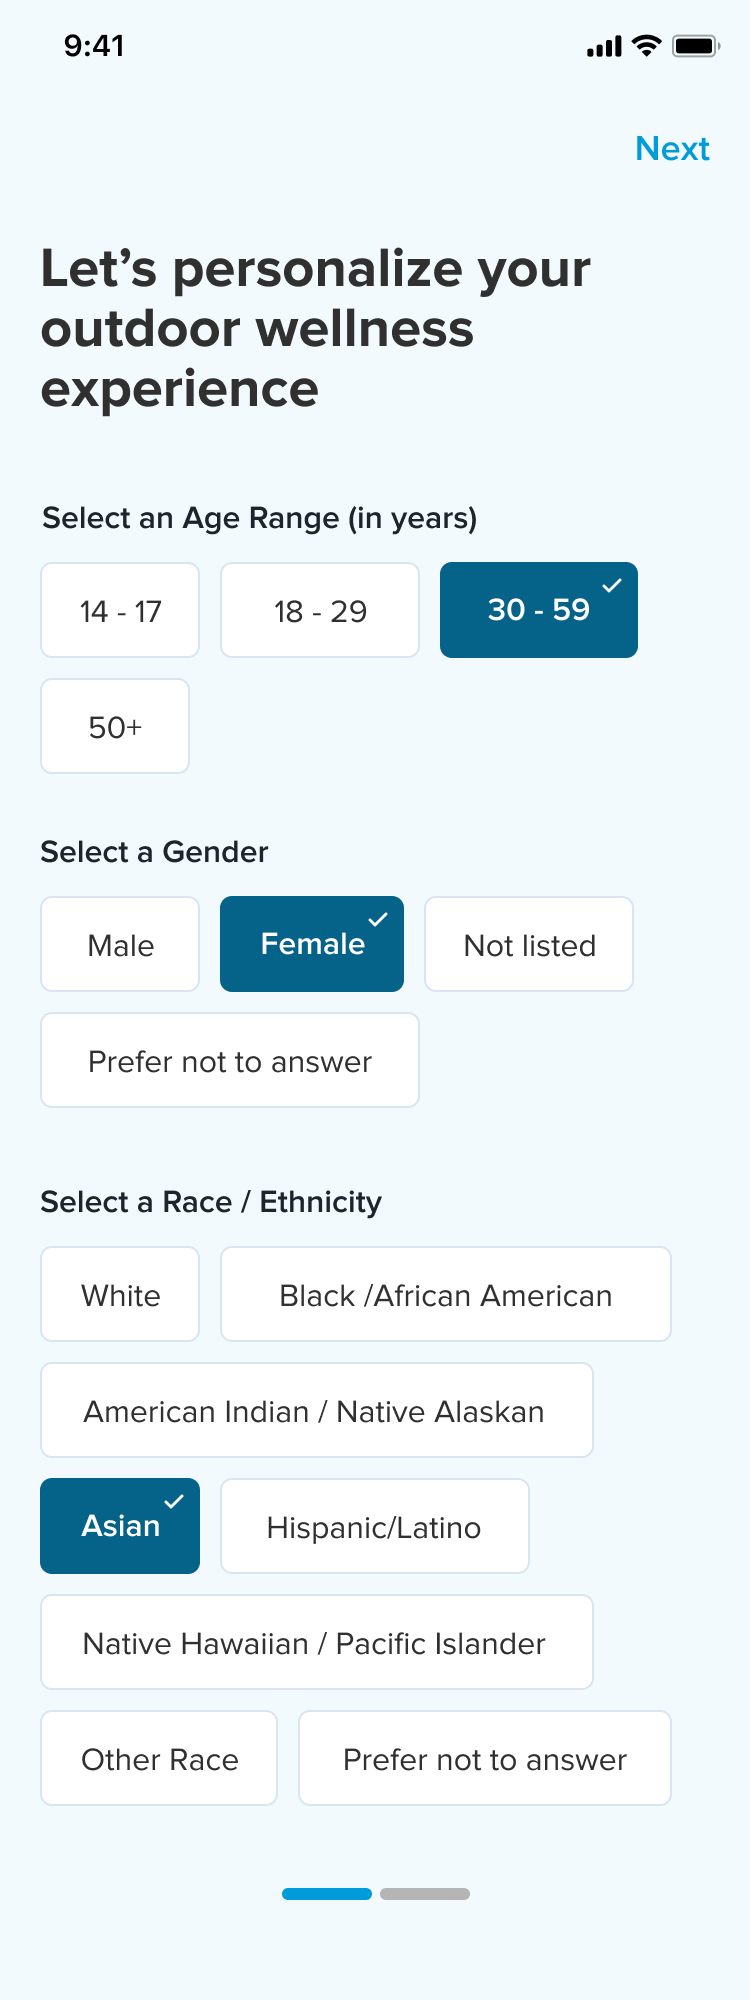 9:41
Next
Let’s personalize your
outdoor wellness
experience
Select an Age Range (in years)
14 - 17
18 - 29
30 - 59
50+
Select a Gender
Male
Female
Not listed
Prefer not to answer
Select a Race / Ethnicity
White
Black /African American
American Indian / Native Alaskan
Asian
Hispanic/Latino
Native Hawaiian / Pacific Islander
Other Race
Prefer not to answer